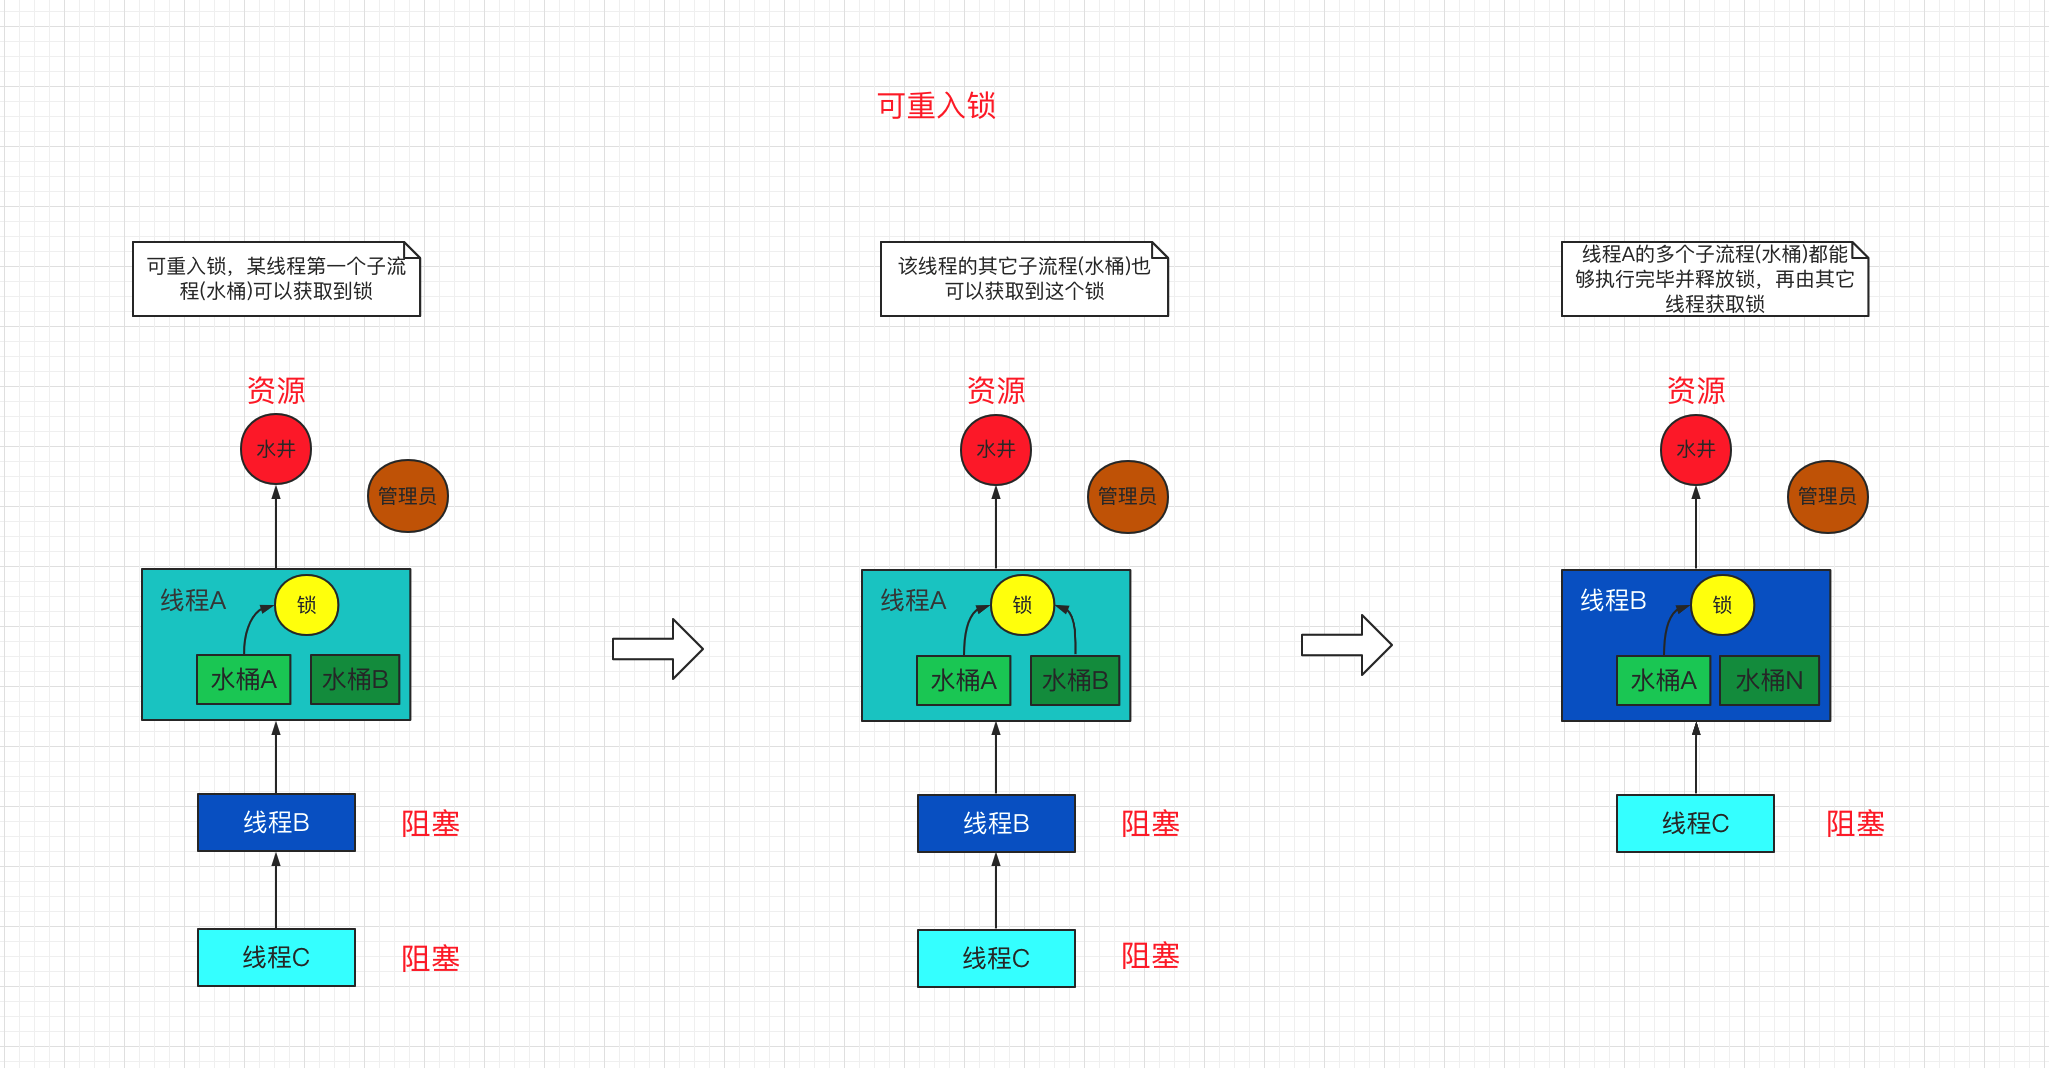 可重入锁
可重入锁，某线程第一个子流
程(水桶)可以获取到锁
资源
水井
管理员
线程A
锁
水桶A
水桶B
线程B
阻塞
线程C
阻塞
该线程的其它子流程(水桶)也
可以获取到这个锁
资源
水井
管理员
线程A
锁
水桶A
水桶B
线程B
阻塞
线程C
阻塞
线程A的多个子流程(水桶)都能
够执行完毕并释放锁，再由其它
线程获取锁
资源
水井
管理员
线程B
锁
水桶A
水桶N
线程C
阻塞